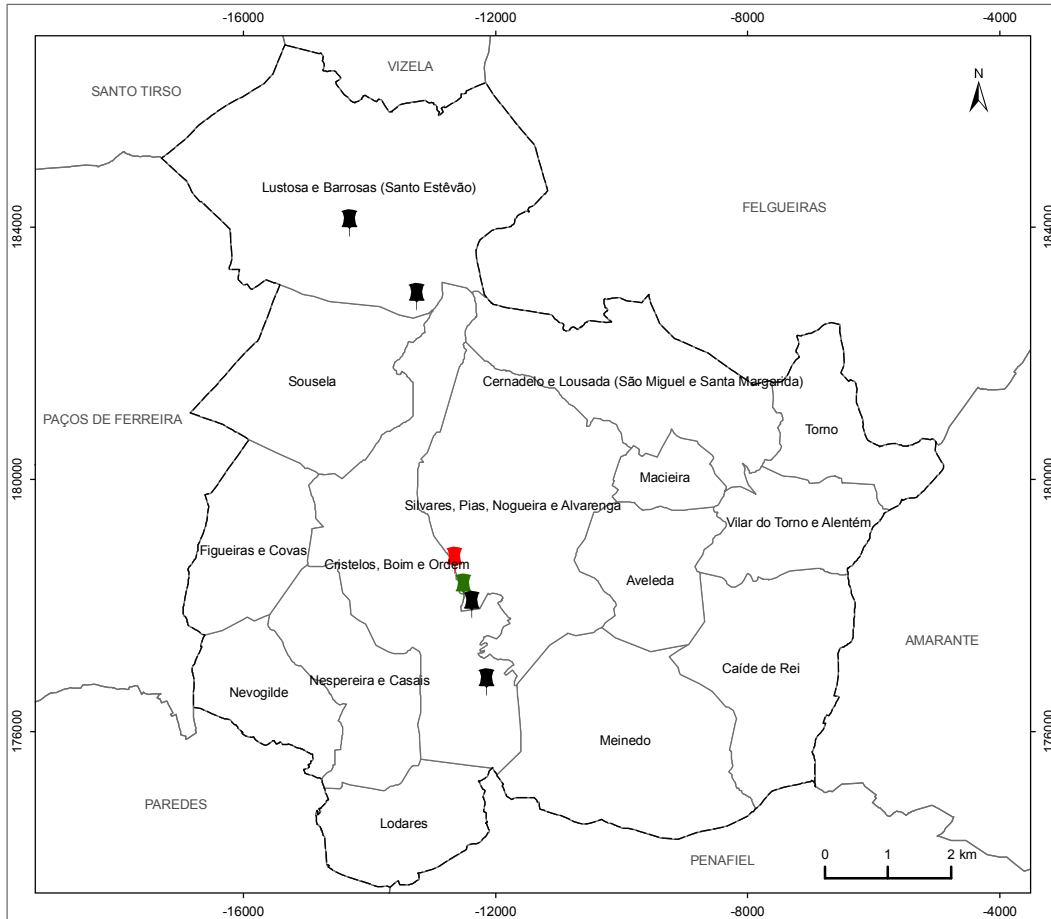 -16000
-12000
-8000
-4000
VIZELA
SANTO TIRSO
N
Lustosa e Barrosas (Santo Estêvão)
FELGUEIRAS
184000
184000
Sousela
Cernadelo e Lousada (São Miguel e Santa Margarida)
PAÇOS DE FERREIRA
Torno
180000
180000
Macieira
Silvares, Pias, Nogueira e Alvarenga
Vilar do Torno e Alentém
Figueiras e Covas
Cristelos, Boim e Ordem
Aveleda
AMARANTE
Caíde de Rei
Nespereira e Casais
Nevogilde
176000
176000
Meinedo
PAREDES
Lodares
PENAFIEL
0 1 2 km
-16000
-12000
-8000
-4000